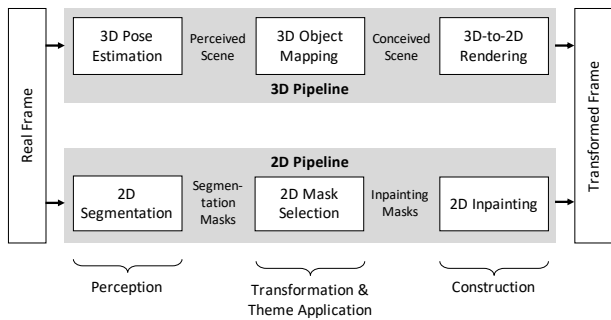 Real Frame
3D Pose
Estimation
Perceived
Scene
3D Object
Mapping
Conceived
Scene
3D-to-2D
Rendering
3D Pipeline
2D Pipeline
2D
Segmentation
Segmen-
tation
Masks
2D Mask
Selection
Inpainting
Masks
2D Inpainting
Transformed Frame
Perception
Transformation &
Theme Application
Construction